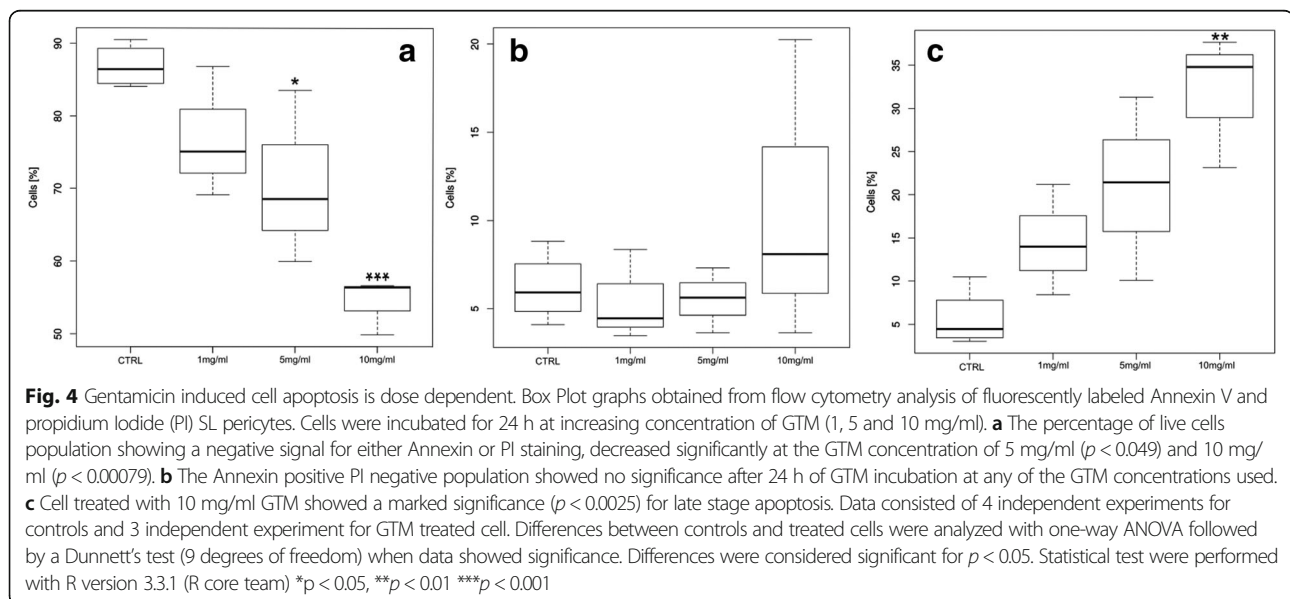 a
b
c
90
80
70
60
50
Cells [%]
*
***
CTRL
1mg/ml
5mg/ml
10mg/ml
20
15
10
5
Cells [%]
CTRL
1mg/ml
5mg/ml
10mg/ml
35
30
25
20
15
10
5
Cells [%]
**
CTRL
1mg/ml
5mg/ml
10mg/ml
Fig. 4 Gentamicin induced cell apoptosis is dose dependent. Box Plot graphs obtained from flow cytometry analysis of fluorescently labeled Annexin V and
propidium Iodide (PI) SL pericytes. Cells were incubated for 24 h at increasing concentration of GTM (1, 5 and 10 mg/ml). a The percentage of live cells
population showing a negative signal for either Annexin or PI staining, decreased significantly at the GTM concentration of 5 mg/ml (p < 0.049) and 10 mg/
ml (p < 0.00079). b The Annexin positive PI negative population showed no significance after 24 h of GTM incubation at any of the GTM concentrations used.
c Cell treated with 10 mg/ml GTM showed a marked significance (p < 0.0025) for late stage apoptosis. Data consisted of 4 independent experiments for
controls and 3 independent experiment for GTM treated cell. Differences between controls and treated cells were analyzed with one-way ANOVA followed
by a Dunnett's test (9 degrees of freedom) when data showed significance. Differences were considered significant for p < 0.05. Statistical test were performed
with R version 3.3.1 (R core team) *p < 0.05, **p < 0.01 ***p < 0.001